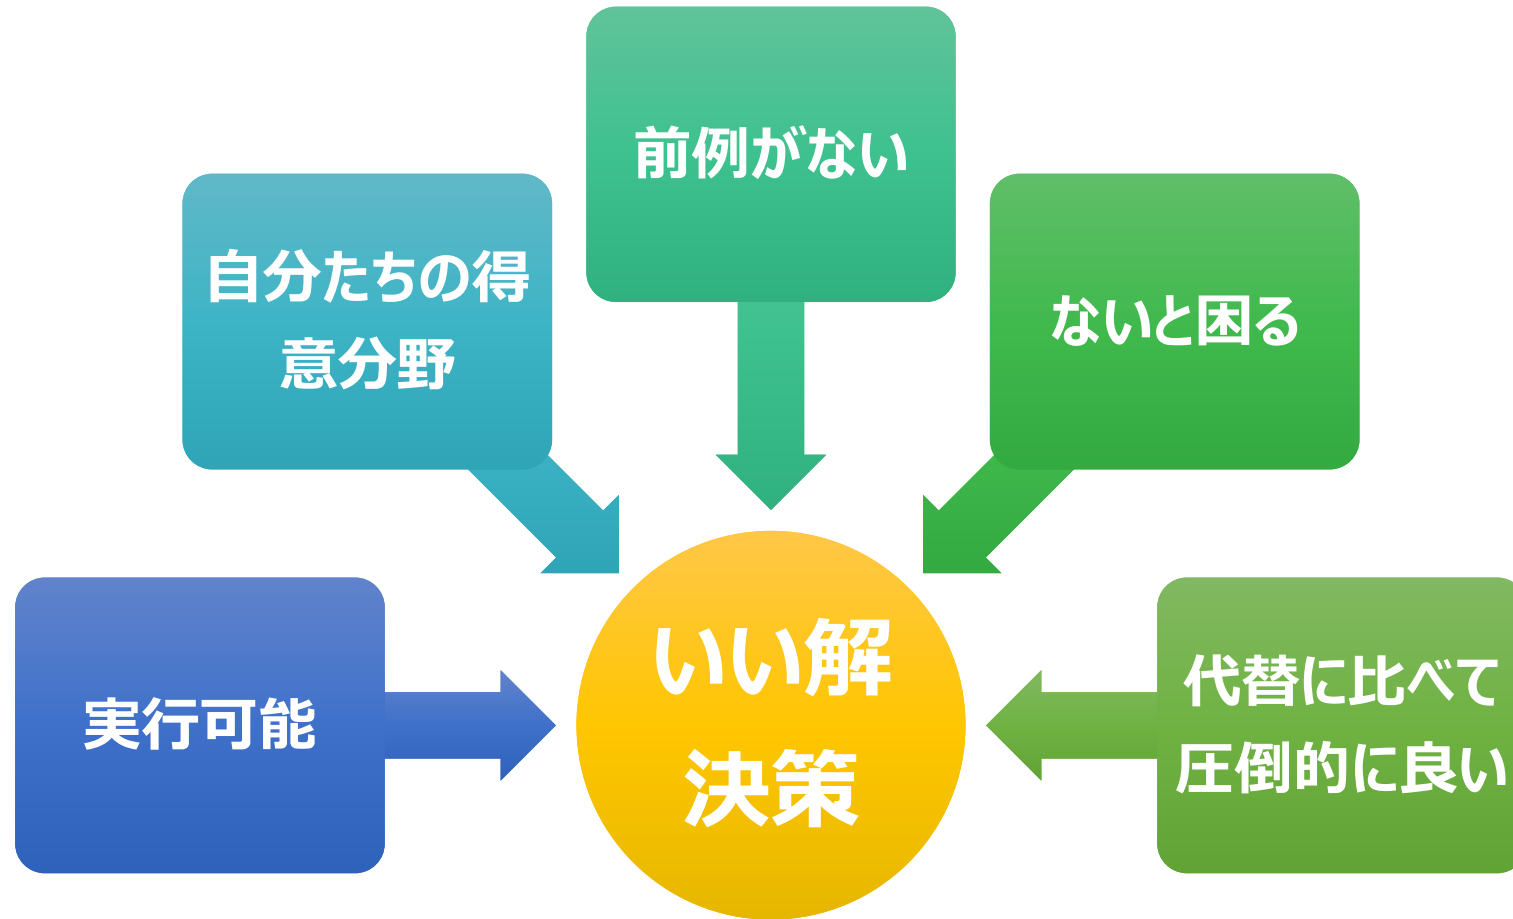 前例がない
自分たちの得
意分野
ないと困る
実行可能
いい解
決策
代替に比べて
圧倒的に良い